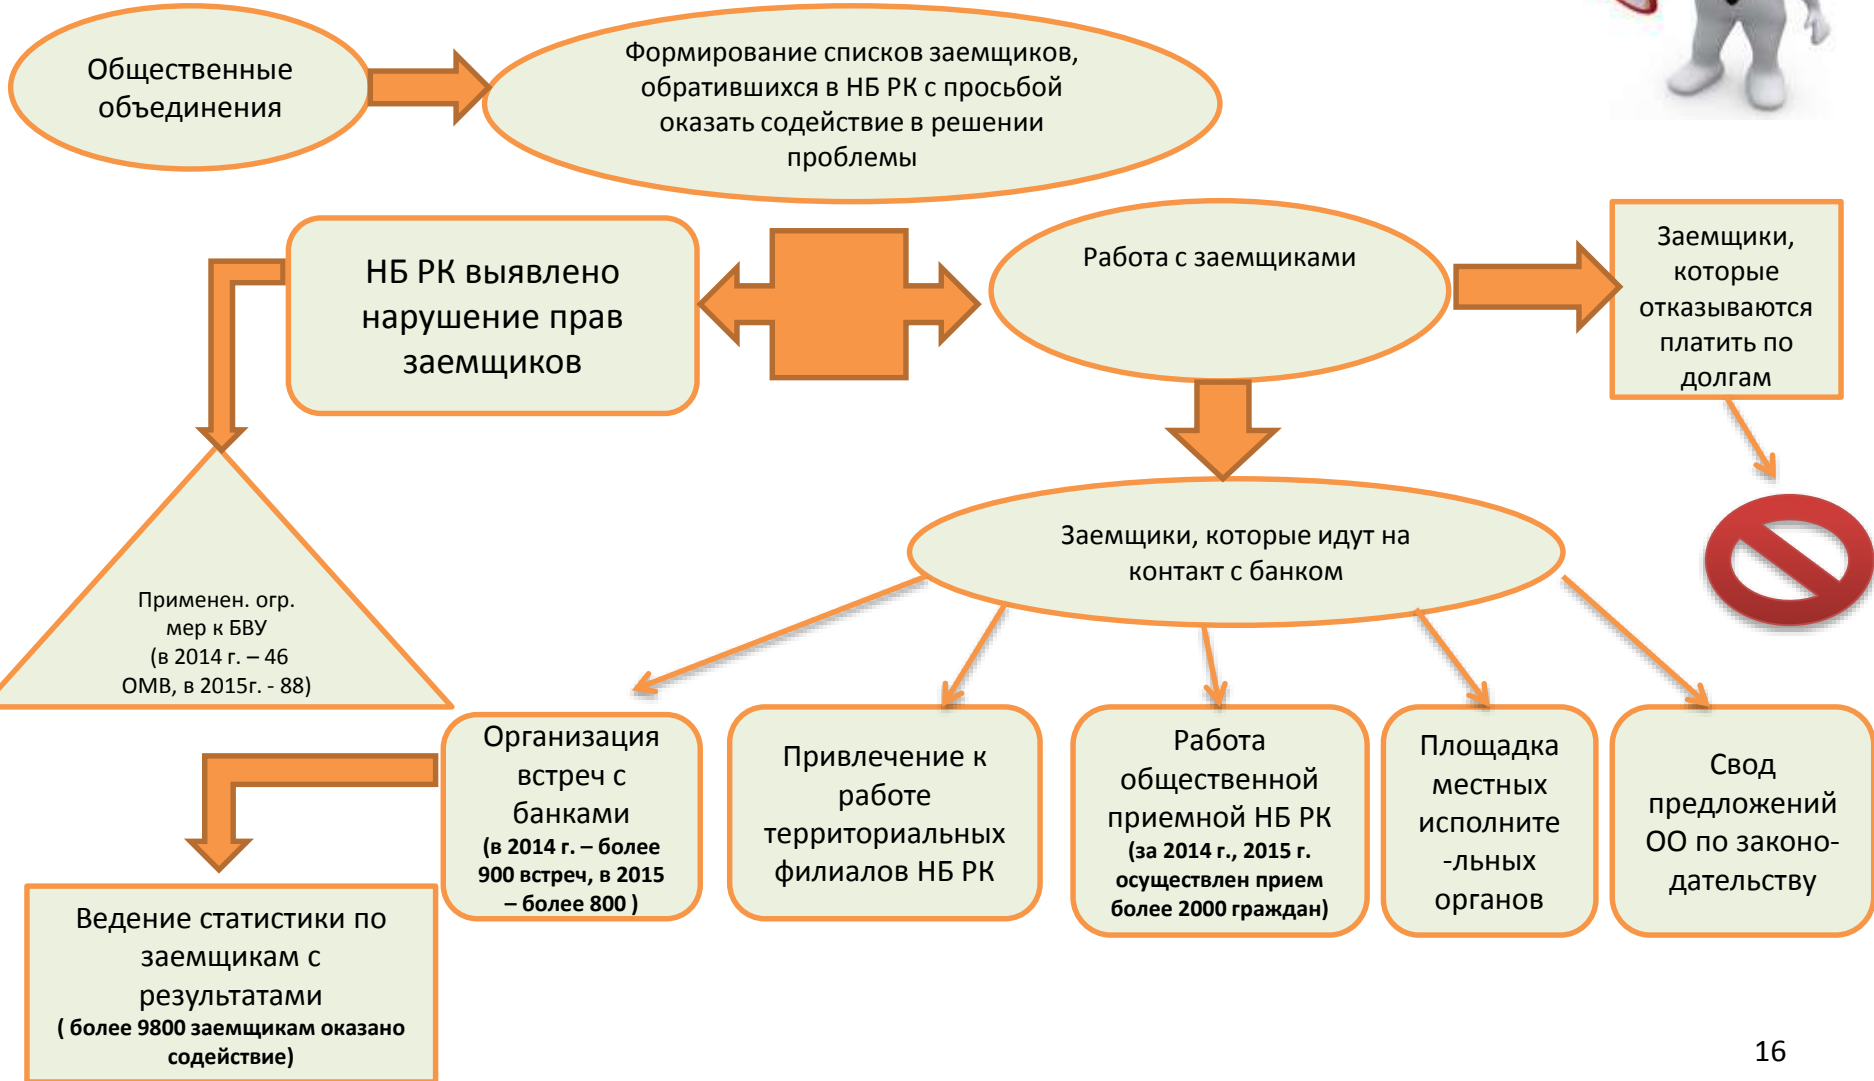 Общественные
объединения
Формирование списков заемщиков,
обратившихся в НБ РК с просьбой
оказать содействие в решении
проблемы
НБ РК выявлено
нарушение прав
заемщиков
Работа с заемщиками
Заемщики,
которые
отказываются
платить по
долгам
Заемщики, которые идут на
контакт с банком
Применен. огр.
мер к БВУ
(в 2014 г. – 46
ОМВ, в 2015г. - 88)
Организация
встреч с
банками
(в 2014 г. – более
900 встреч, в 2015
– более 800 )
Привлечение к
работе
территориальных
филиалов НБ РК
Работа
общественной
приемной НБ РК
(за 2014 г., 2015 г.
осуществлен прием
более 2000 граждан)
Площадка
местных
исполните
-льных
органов
Свод
предложений
ОО по законо-
дательству
Ведение статистики по
заемщикам с
результатами
( более 9800 заемщикам оказано
содействие)
16